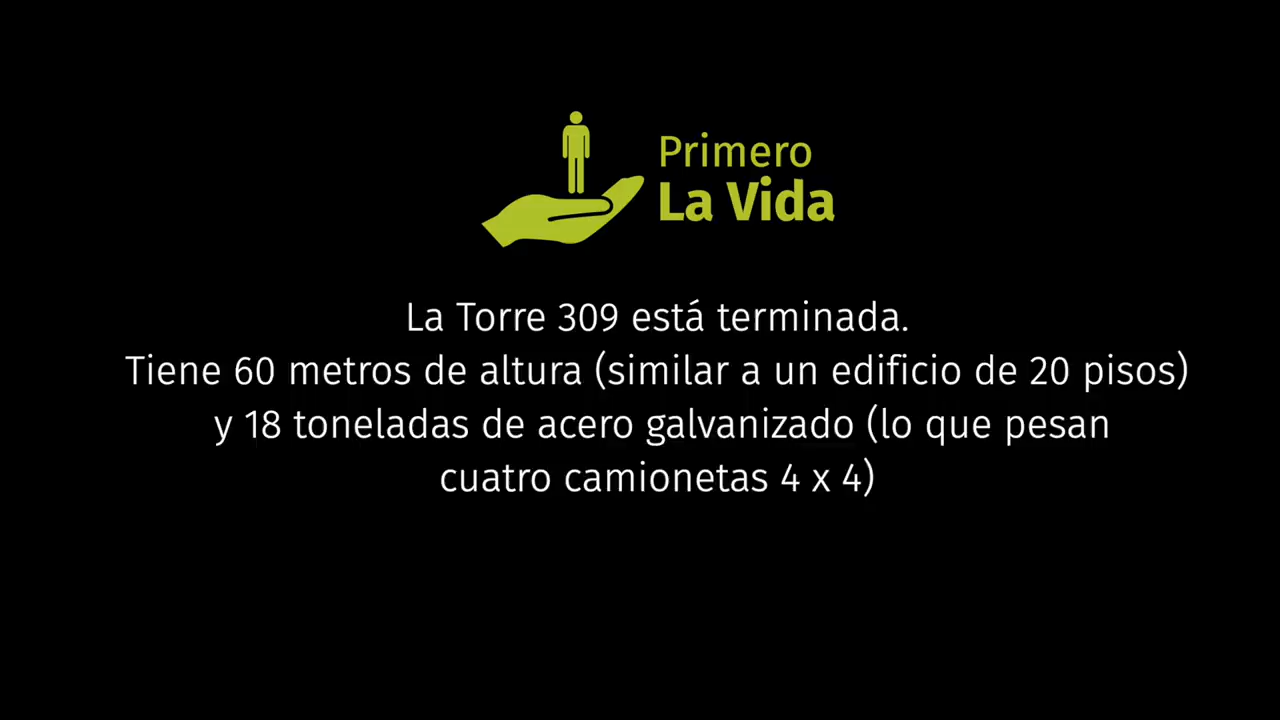 Primero
La Vida
La Torre 309 está terminada.
Tiene 60 metros de altura (similar a un edificio de 20 pisos)
y 18 toneladas de acero galvanizado (lo que pesan
cuatro camionetas 4 x 4)